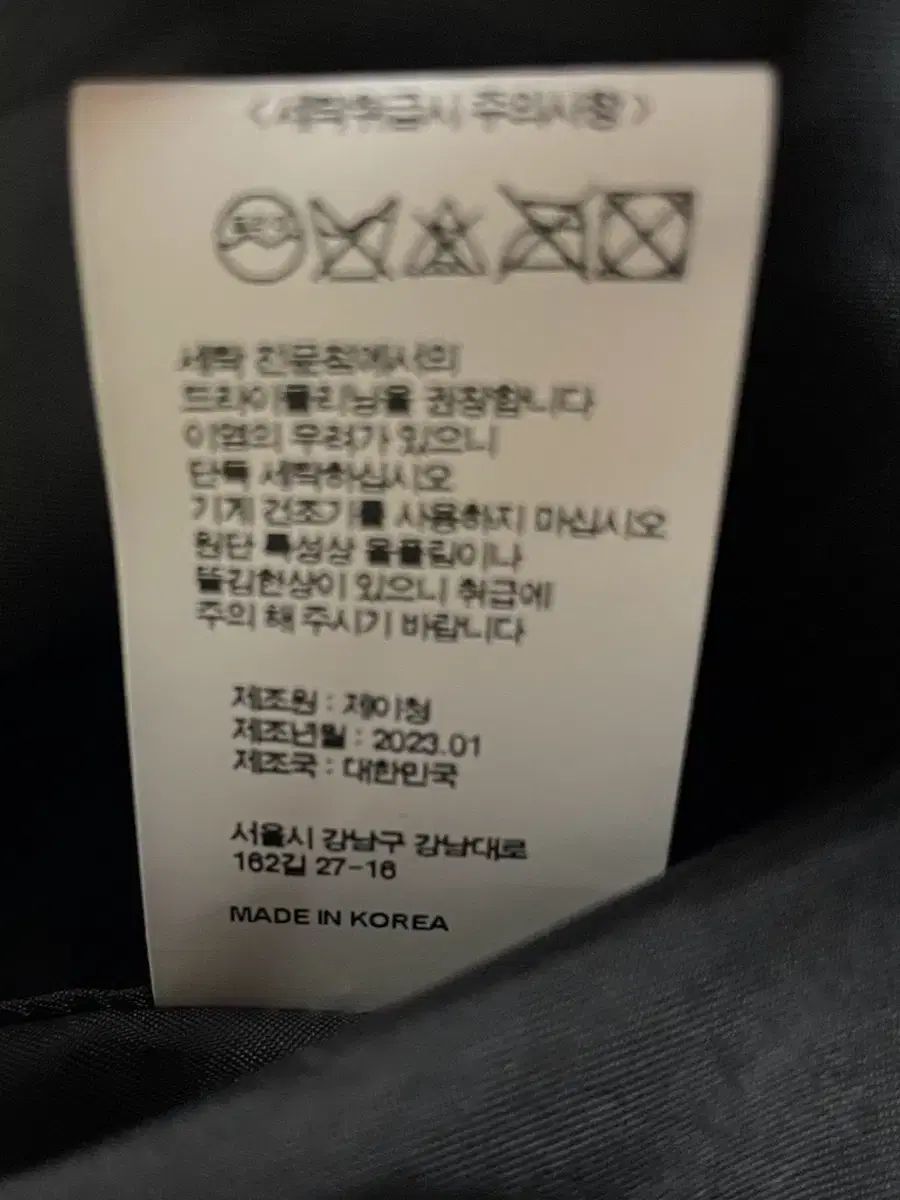 <세탁취급시 주의사항>
세탁 전문점에서의
드라이클리닝을 권장합니다
이염의 우려가 있으니
단독 세탁하십시오
기계 건조기를 사용하지 마십시오
원단 특성상 올풀림이나
뜯김현상이 있으니 취급에
주의 해 주시기 바랍니다
제조원 : 제이청
제조년월 : 2023.01
제조국 : 대한민국
서울시 강남구 강남대로
162길 27-16
MADE IN KOREA